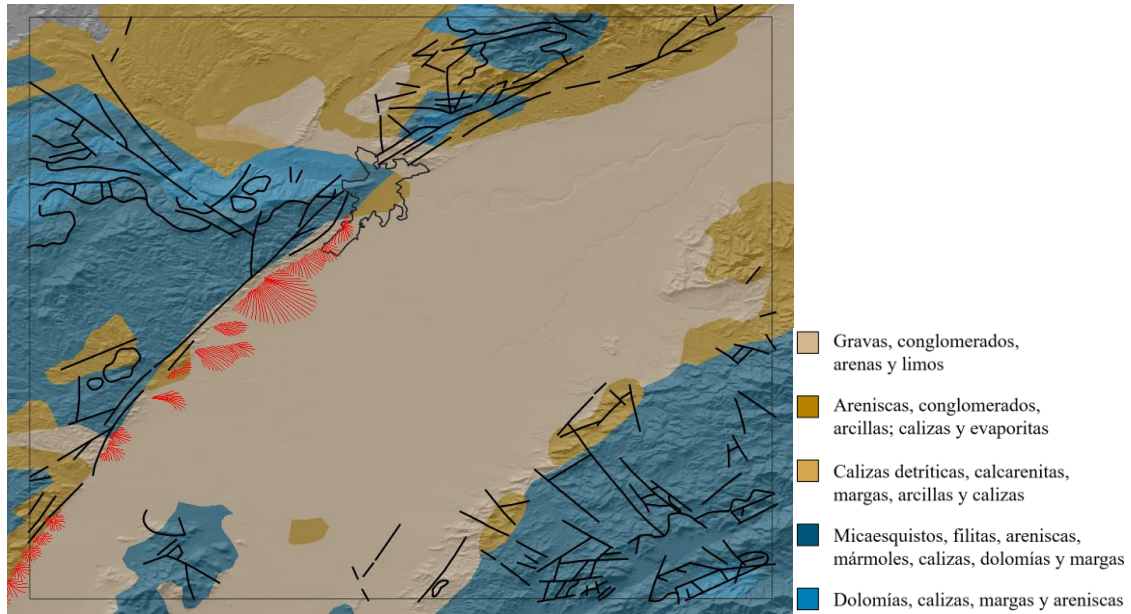 Gravas, conglomerados,
arenas y limos
Areniscas, conglomerados,
arcillas; calizas y evaporitas
Calizas detríticas, calcarenitas,
margas, arcillas y calizas
Micaesquistos, filitas, areniscas,
mármoles, calizas, dolomías y margas
Dolomías, calizas, margas y areniscas